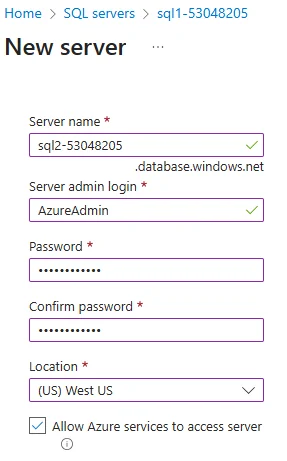 Home > SQL servers > sql1-53048205
New server ...
Server name *
sql2-53048205
.database.windows.net
Server admin login *
AzureAdmin
Password *
••••••••••••
Confirm password *
••••••••••••
Location *
(US) West US
Allow Azure services to access server